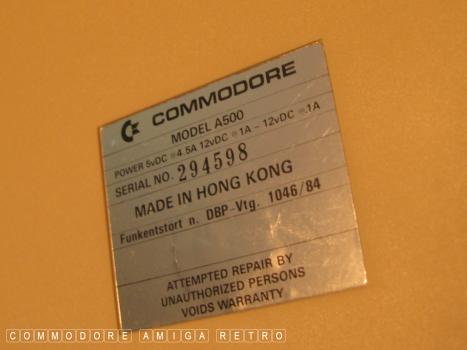 COMMODORE
MODEL A500
POWER 5vDC @4.5A 12vDC @1A - 12vDC @.1A
SERIAL NO. 294598
MADE IN HONG KONG
Funkentstort n. DBP-Vtg. 1046/84
ATTEMPTED REPAIR BY
UNAUTHORIZED PERSONS
VOIDS WARRANTY
COMMODORE AMIGA RETRO